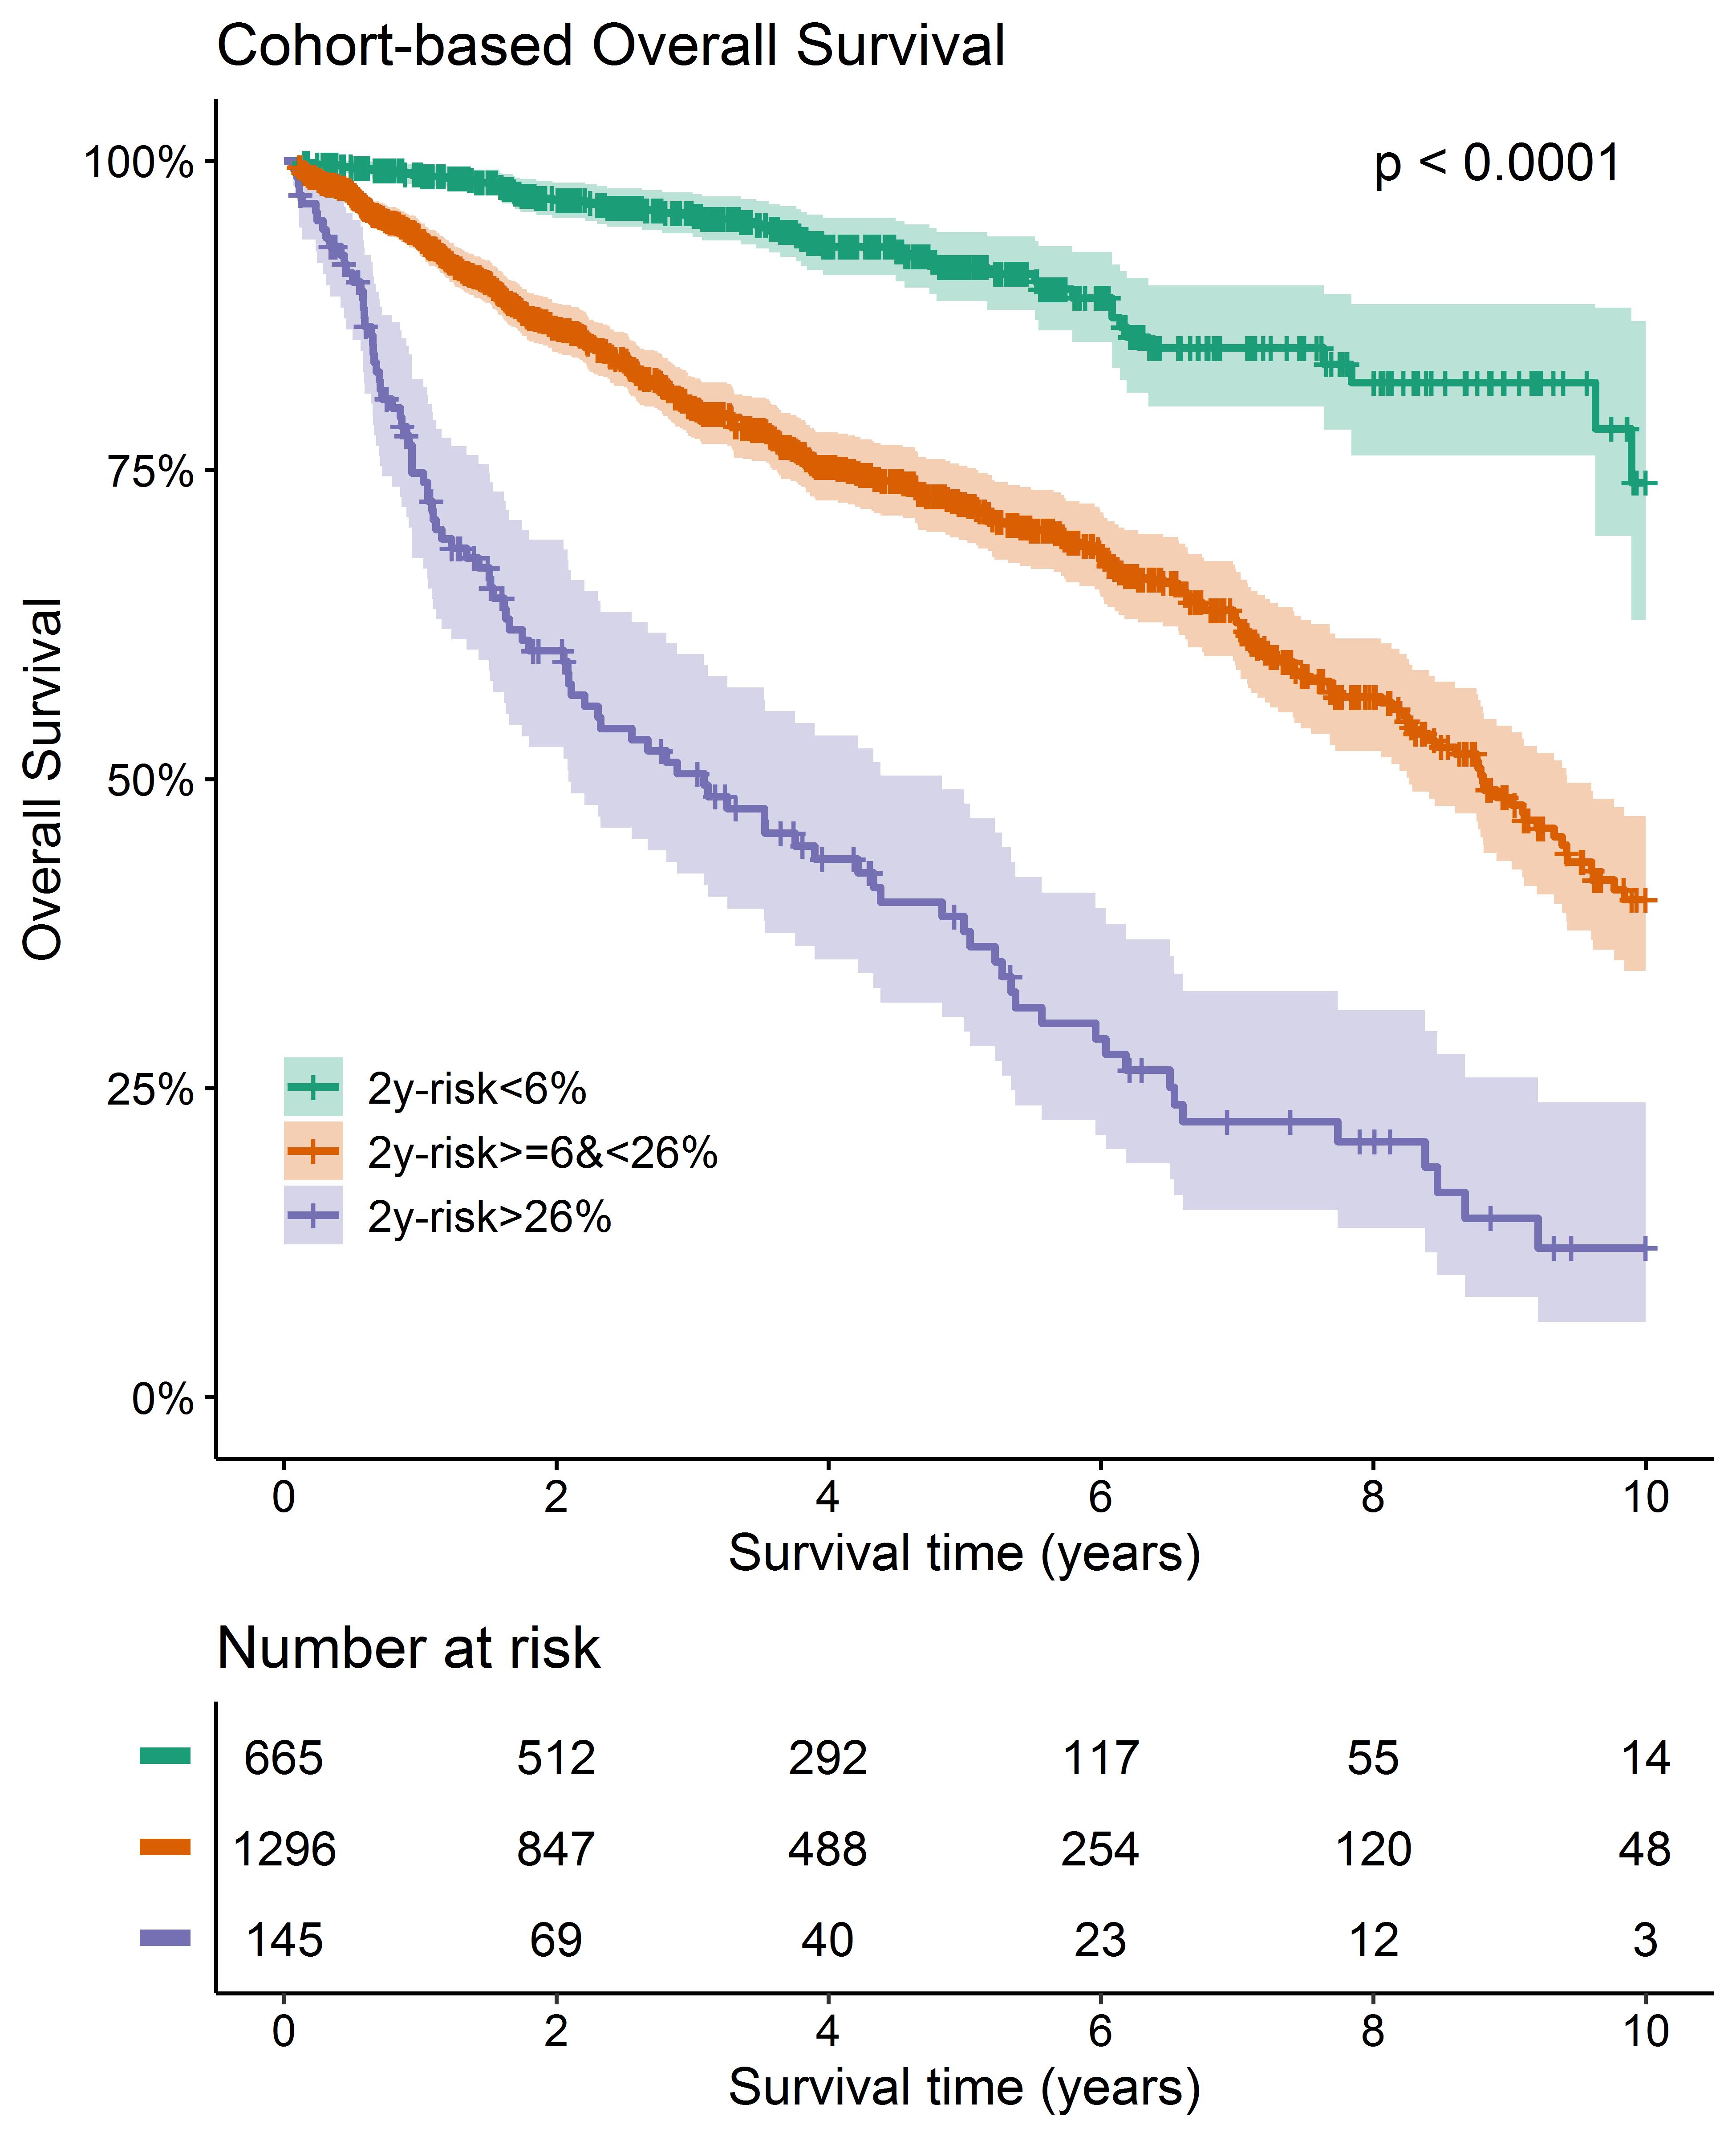 Cohort-based Overall Survival
p < 0.0001
100%
75%
50%
25%
0%
Overall Survival
2y-risk<6%
2y-risk>=6&<26%
2y-risk>26%
0 2 4 6 8 10
Survival time (years)
Number at risk
665 512 292 117 55 14
1296 847 488 254 120 48
145 69 40 23 12 3
0 2 4 6 8 10
Survival time (years)